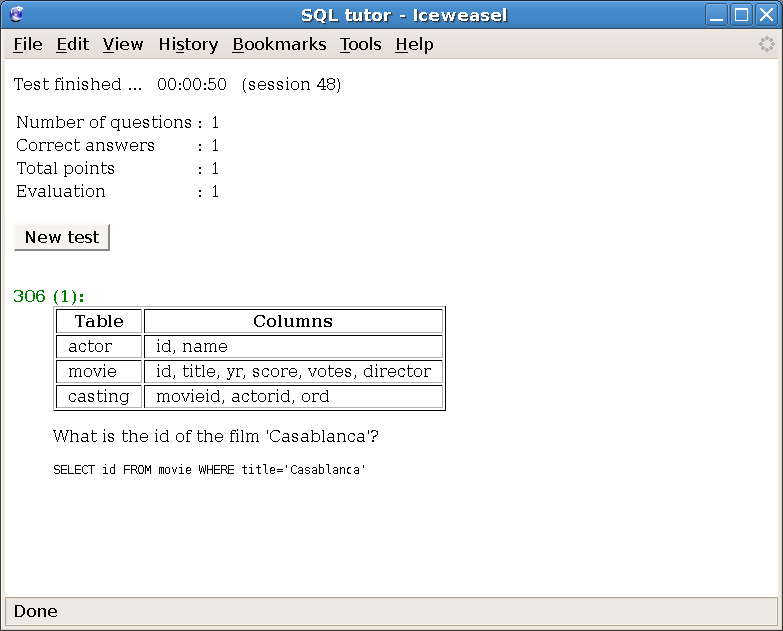 SQL tutor - Iceweasel
File Edit View History Bookmarks Tools Help
Test finished ... 00:00:50 (session 48)
Number of questions : 1
Correct answers : 1
Total points : 1
Evaluation : 1
New test
306 (1):
Table Columns
actor id, name
movie id, title, yr, score, votes, director
casting movieid, actorid, ord
What is the id of the film 'Casablanca'?
SELECT id FROM movie WHERE title='Casablanca'
Done